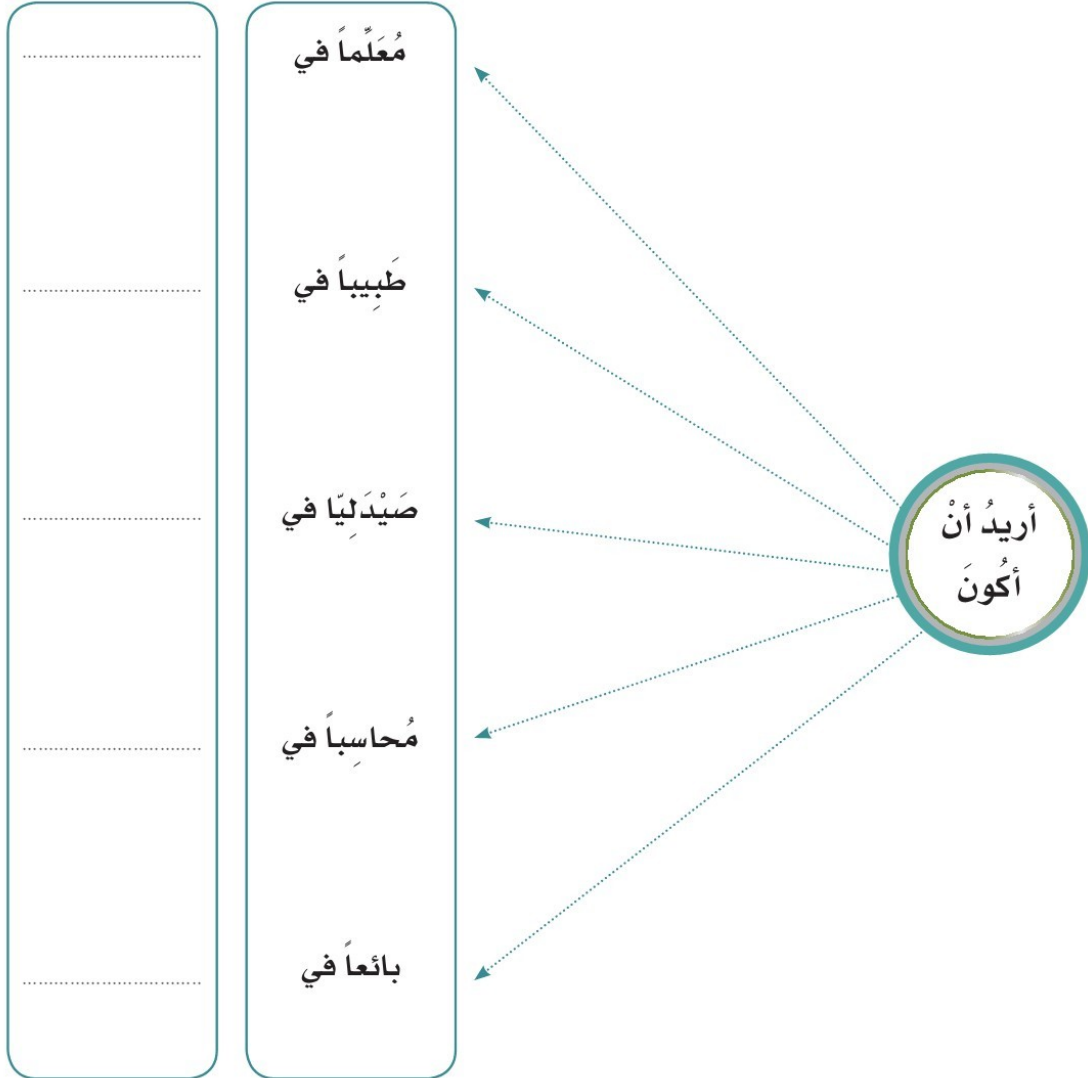 أريدُ أنْ
أكُونَ
مُعَلِّماً في
طَبِيباً في
صَيْدَلِيّا في
مُحاسِباً في
بائعاً في